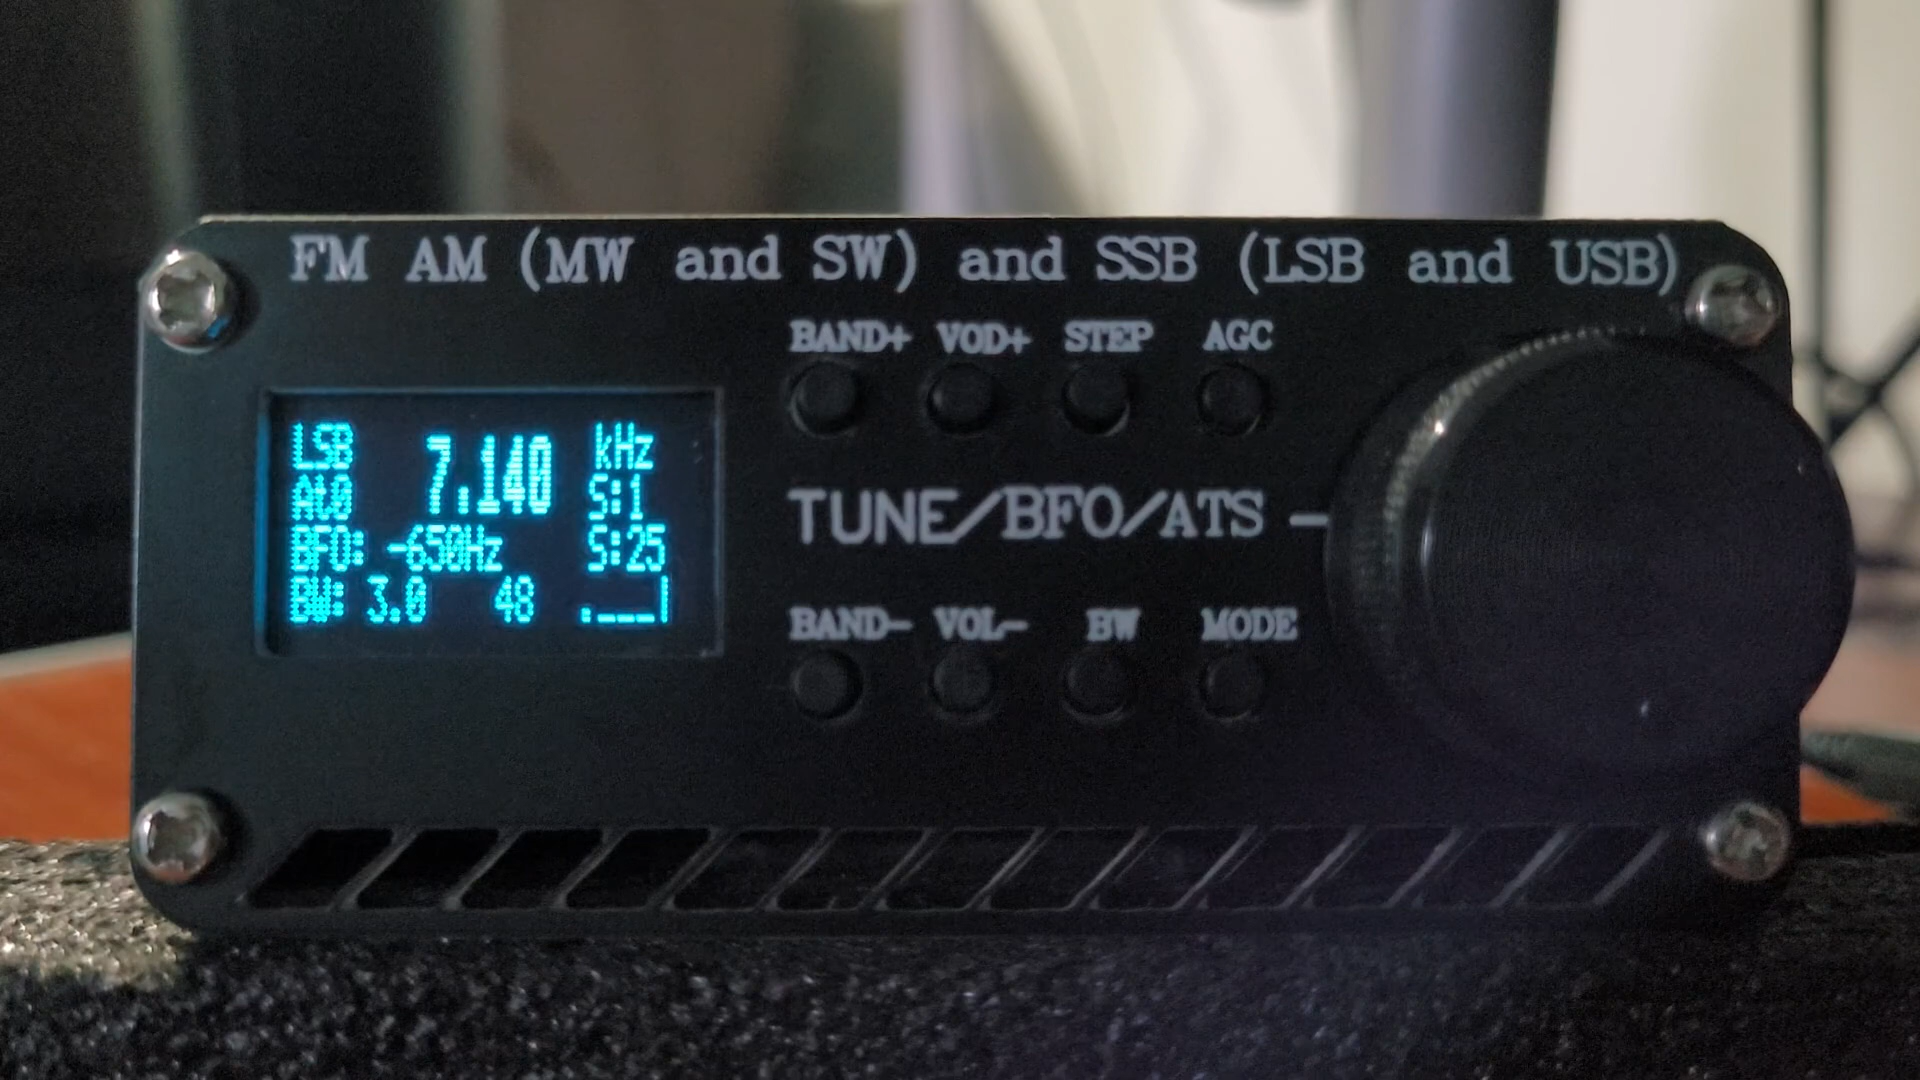 FM AM (MW and SW) and SSB (LSB and USB)
BAND+ VOD+ STEP AGC
LSB 7.140 kHz
At0 S:1
BFO: -650Hz S:25
BW: 3.0 48
TUNE/BFO/ATS -
BAND- VOL- BW MODE